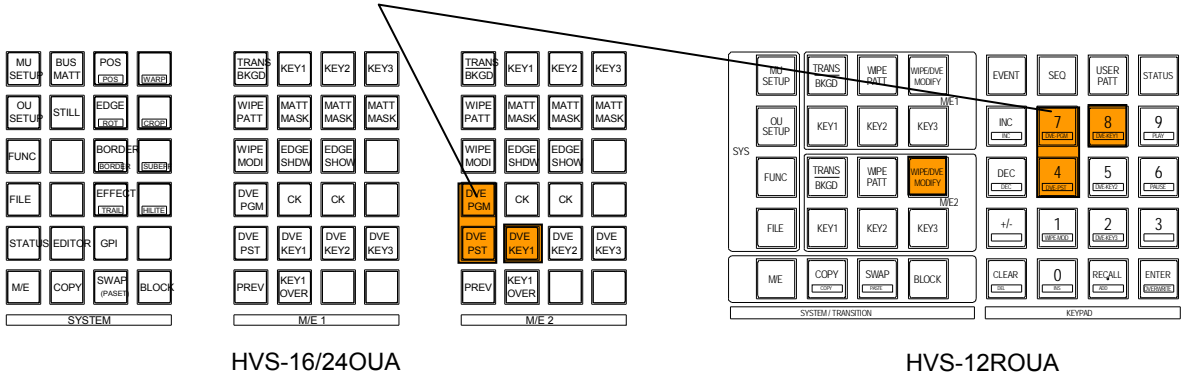 MU BUS POS
SETUP MATT POS WARP
OU STILL EDGE
SETUP ROT CROP
FUNC BORDER
BORDER SUBEFF
FILE EFFECT
TRAIL HILITE
STATUS EDITOR GPI
M/E COPY SWAP BLOCK
(PASET)
SYSTEM
TRANS KEY1 KEY2 KEY3
BKGD
WIPE MATT MATT MATT
PATT MASK MASK MASK
WIPE EDGE EDGE
MODI SHDW SHOW
DVE CK CK
PGM
DVE DVE DVE DVE
PST KEY1 KEY2 KEY3
PREV KEY1
OVER
M/E 1
TRANS KEY1 KEY2 KEY3
BKGD
WIPE MATT MATT MATT
PATT MASK MASK MASK
WIPE EDGE EDGE
MODI SHDW SHOW
DVE CK CK
PGM
DVE DVE DVE DVE
PST KEY1 KEY2 KEY3
PREV KEY1
OVER
M/E 2
HVS-16/24OUA
MU TRANS WIPE WIPE/DVE
SETUP BKGD PATT MODIFY
M/E1
OU KEY1 KEY2 KEY3
SETUP
SYS
FUNC TRANS WIPE WIPE/DVE
BKGD PATT MODIFY
M/E2
FILE KEY1 KEY2 KEY3
M/E COPY SWAP BLOCK
COPY PASTE
SYSTEM / TRANSITION
EVENT SEQ USER STATUS
PATT
INC 7 8 9
INC DVE-PGM DVE-KEY1 PLAY
DEC 4 5 6
DEC DVE-PST DVE-KEY2 PAUSE
+/- 1 2 3
WIPE-MOD DVE-KEY3
CLEAR 0 RECALL ENTER
DEL INS ADD OVERWRITE
KEYPAD
HVS-12ROUA